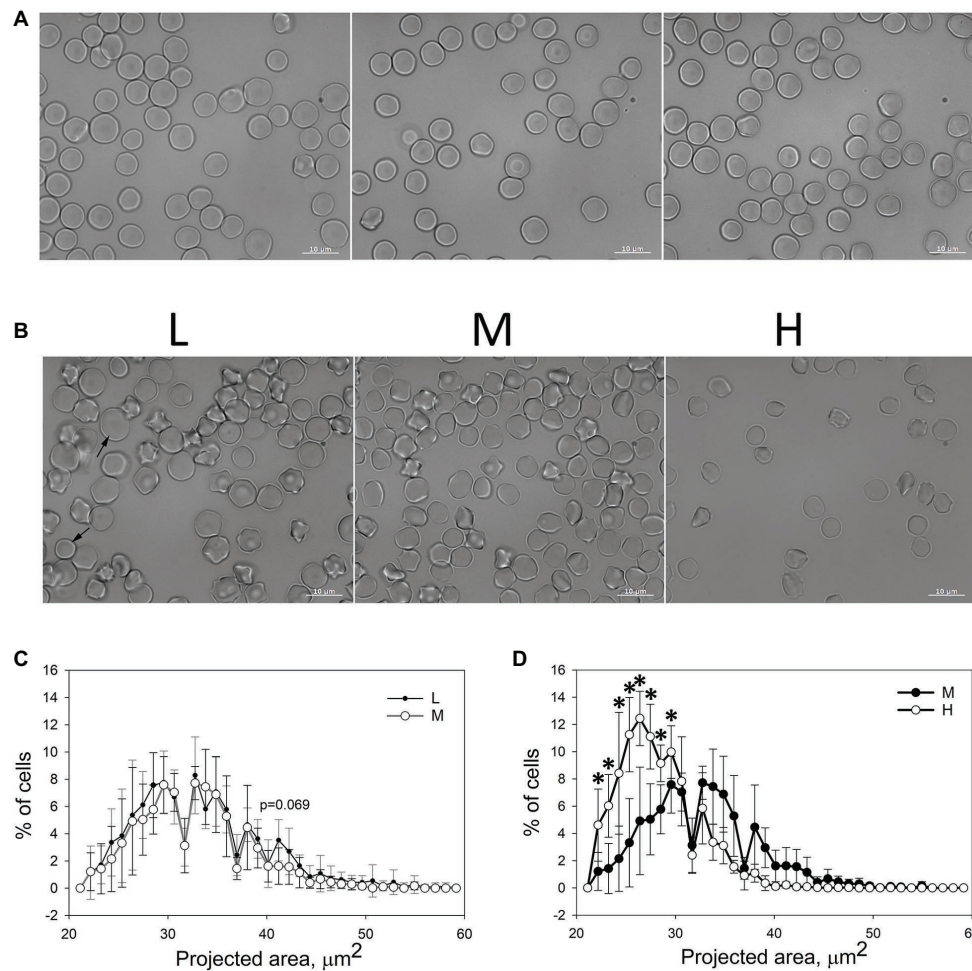 A
10 µm
10 µm
10 µm
B
L
M
H
10 µm
10 µm
10 µm
C
16
14
12
10
8
6
4
2
0
-2
% of cells
L
M
p=0.069
20
30
40
50
60
Projected area, µm2
D
16
14
12
10
8
6
4
2
0
-2
% of cells
M
H
* * * * * * * *
20
30
40
50
Projected area, µm2